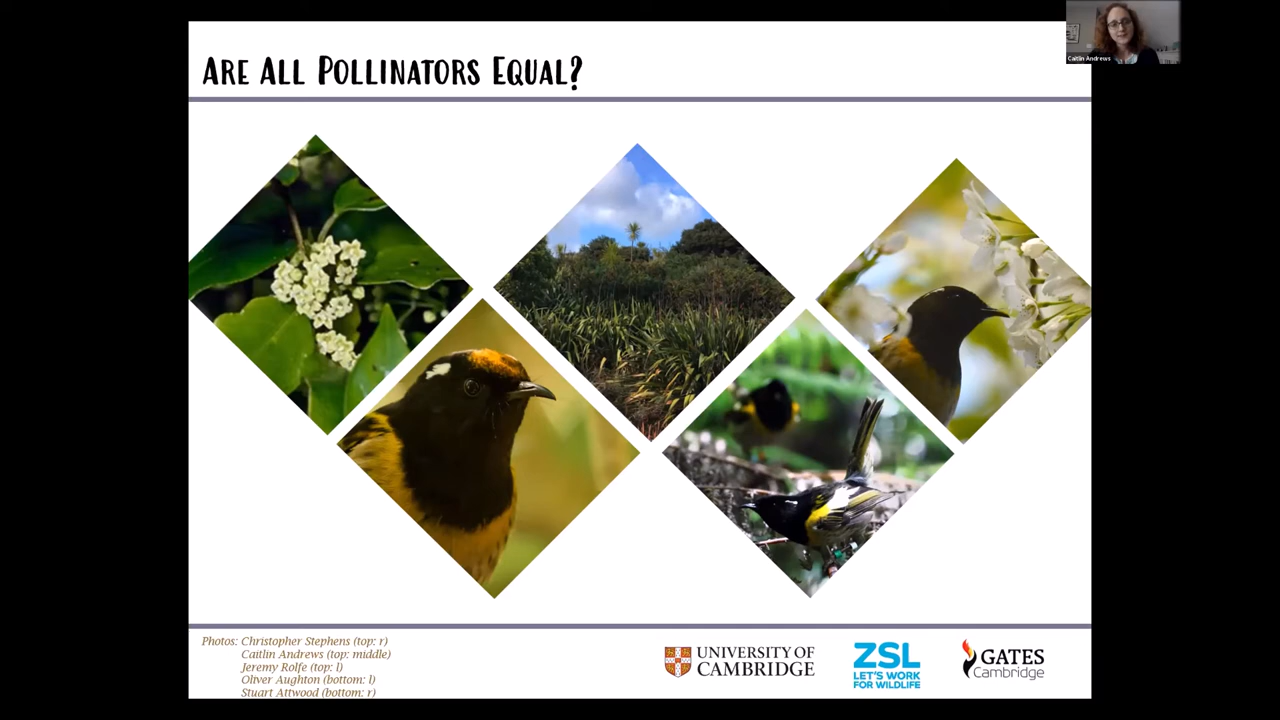 ARE ALL POLLINATORS EQUAL?
Caitlin Andrews
Photos: Christopher Stephens (top: r)
Caitlin Andrews (top: middle)
Jeremy Rolfe (top: l)
Oliver Aughton (bottom: l)
Stuart Attwood (bottom: r)
UNIVERSITY OF
CAMBRIDGE
ZSL
LET'S WORK
FOR WILDLIFE
GATES
Cambridge